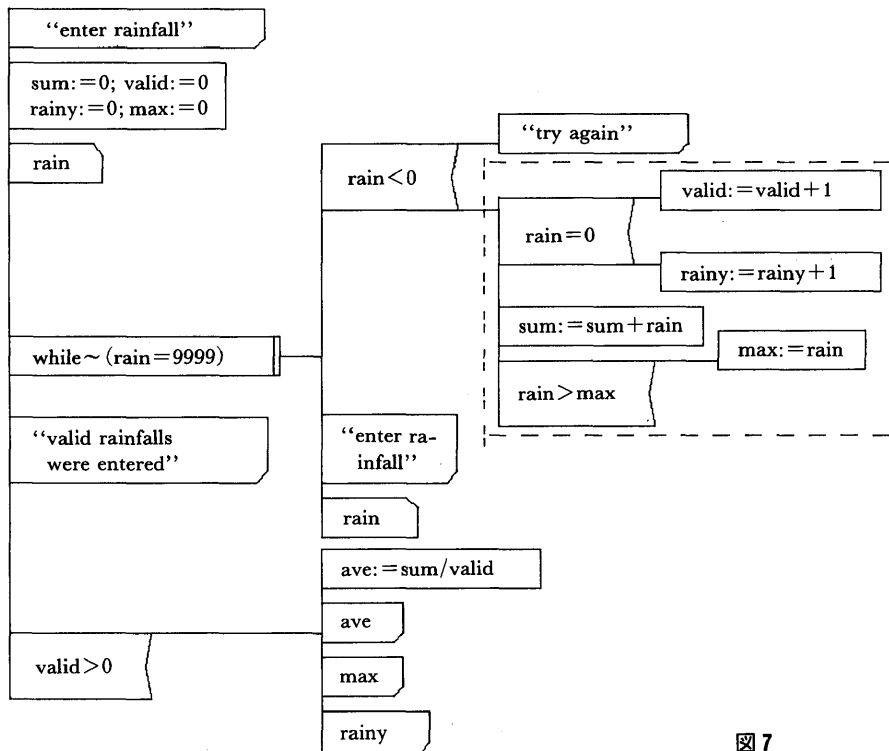 “enter rainfall”
sum:=0; valid:=0
rainy:=0; max:=0
rain
while~(rain=9999)
rain<0
“try again”
rain=0
valid:=valid+1
rainy:=rainy+1
sum:=sum+rain
rain>max
max:=rain
“enter ra-
infall”
rain
“valid rainfalls
were entered”
valid>0
ave:=sum/valid
ave
max
rainy
図7